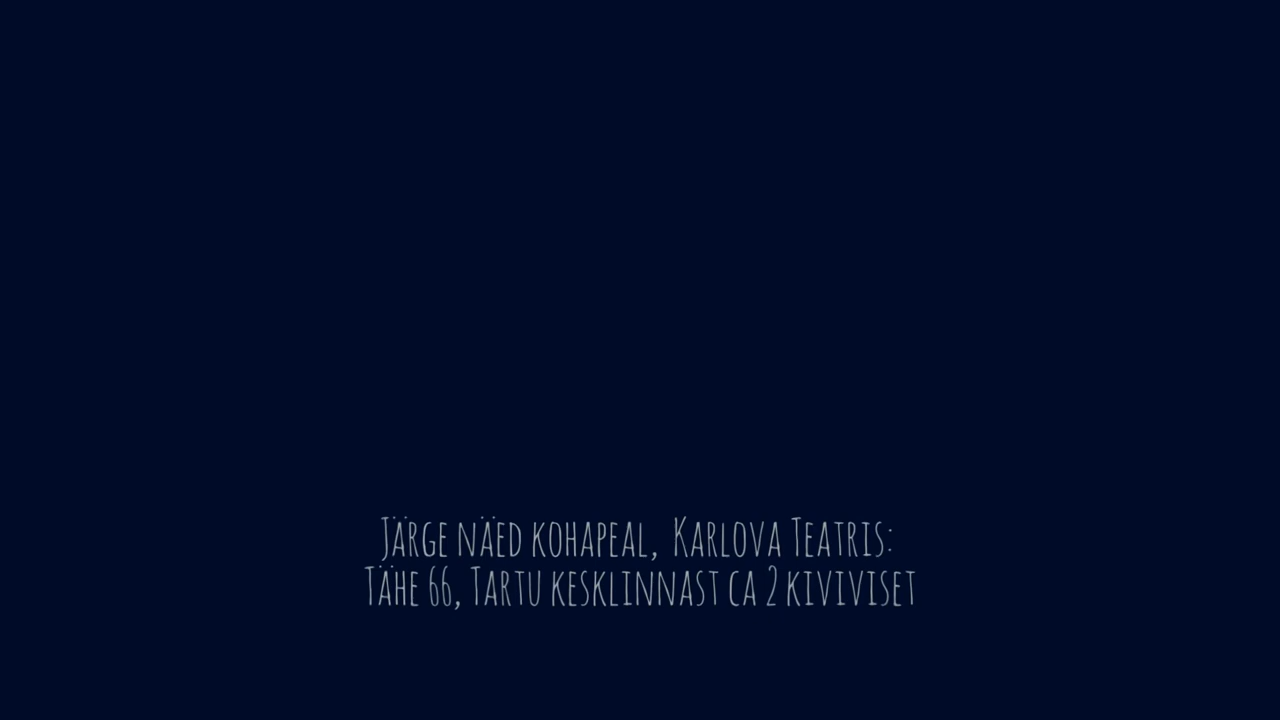 Järge näed kohapeal, Karlova Teatris:
Tähe 66, Tartu kesklinnast ca 2 kiviviset